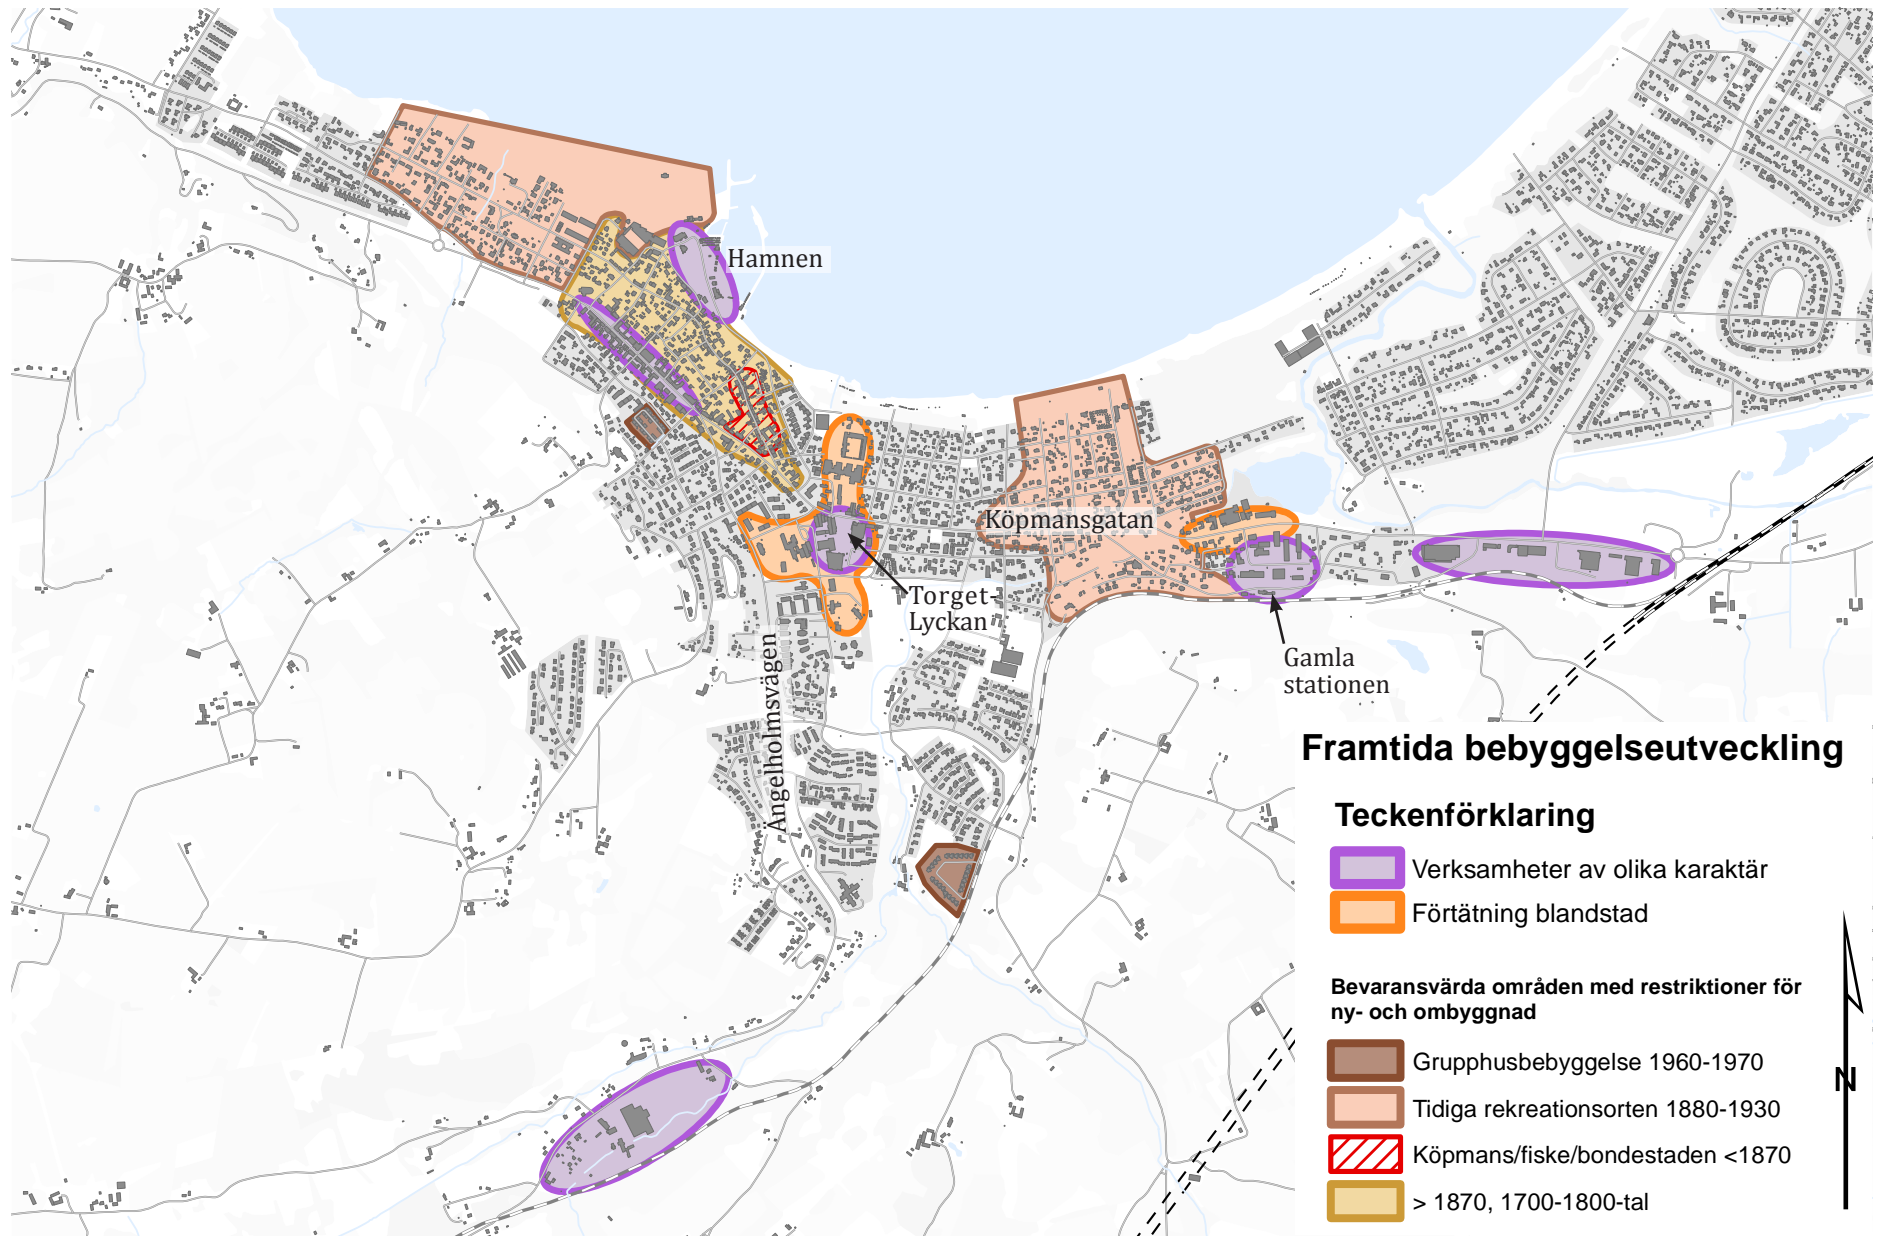 Hamnen
Köpmansgatan
Torget-
Lyckan
Gamla
stationen
Ängelholmsvägen
Framtida bebyggelseutveckling
Teckenförklaring
Verksamheter av olika karaktär
Förtätning blandstad
Bevaransvärda områden med restriktioner för
ny- och ombyggnad
Grupphusbebyggelse 1960-1970
Tidiga rekreationsorten 1880-1930
Köpmans/fiske/bondestaden <1870
> 1870, 1700-1800-tal
N